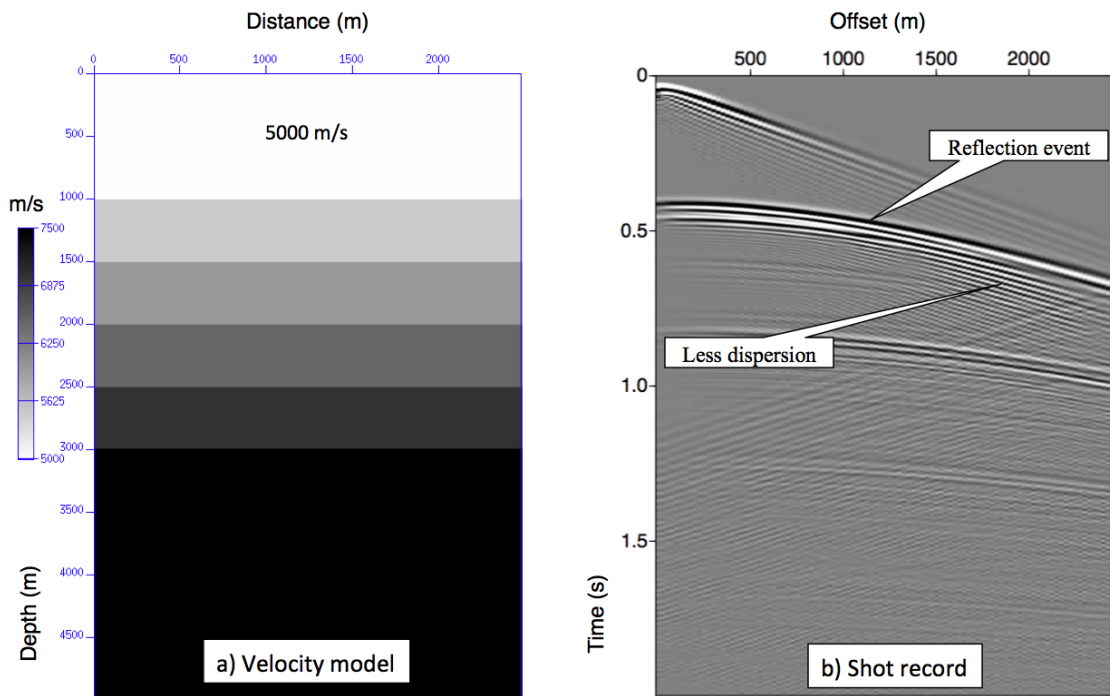 Distance (m)
0 500 1000 1500 2000
0
500
5000 m/s
1000
1500
2000
2500
3000
3500
4000
4500
m/s
7500
6875
6250
5625
5000
Depth (m)
a) Velocity model
Offset (m)
500 1000 1500 2000
0
Reflection event
0.5
Less dispersion
1.0
1.5
Time (s)
b) Shot record